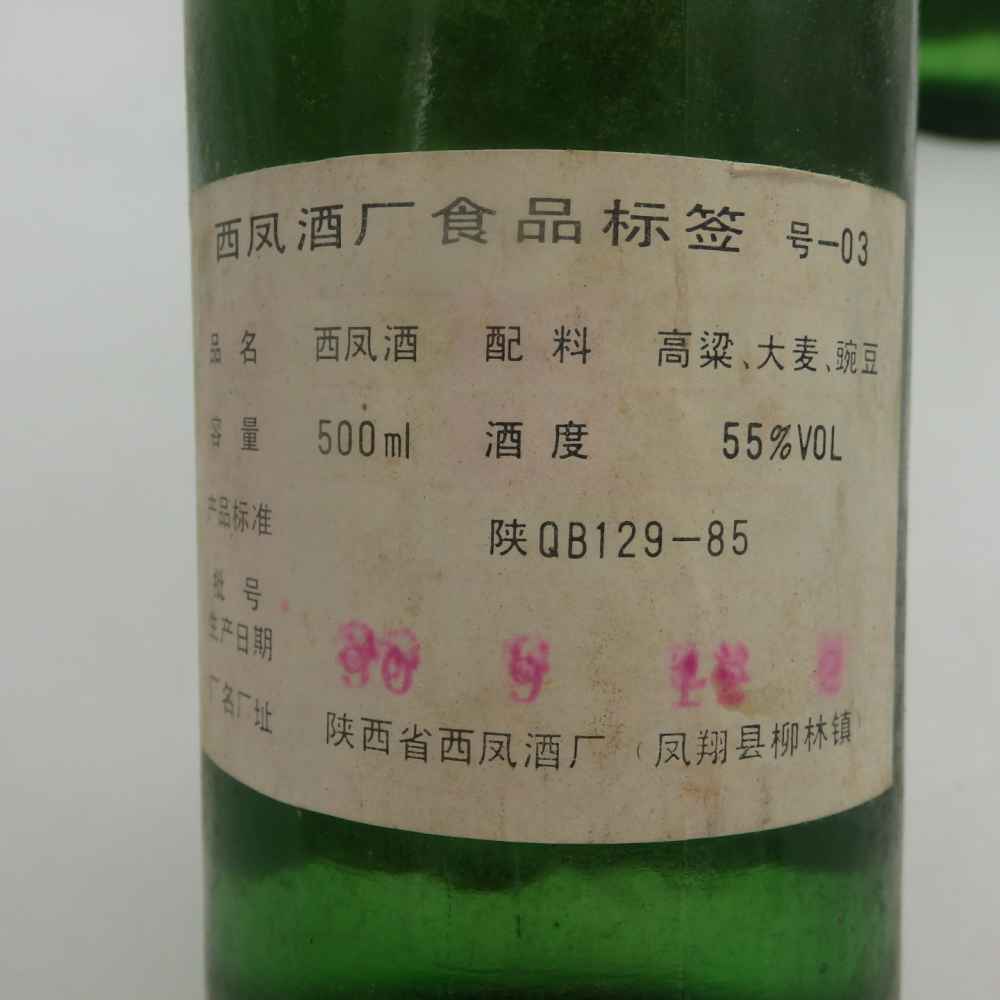 西凤酒厂食品标签 号-03
品名 西凤酒 配料 高粱、大麦、豌豆
容量 500ml 酒度 55%VOL
产品标准 陕QB129-85
批号
生产日期 90 9 12
厂名厂址 陕西省西凤酒厂（凤翔县柳林镇）